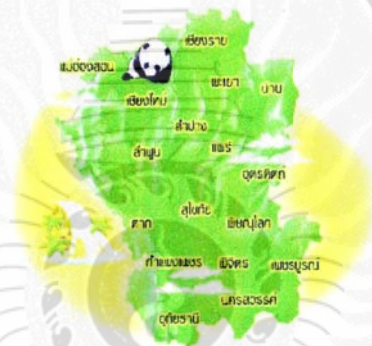 เชียงราย
แม่ฮ่องสอน
พะเยา
น่าน
เชียงใหม่
ลำปาง
ลำพูน
แพร่
อุตรดิตถ์
สุโขทัย
ตาก
พิษณุโลก
กำแพงเพชร
พิจิตร
เพชรบูรณ์
นครสวรรค์
อุทัยธานี